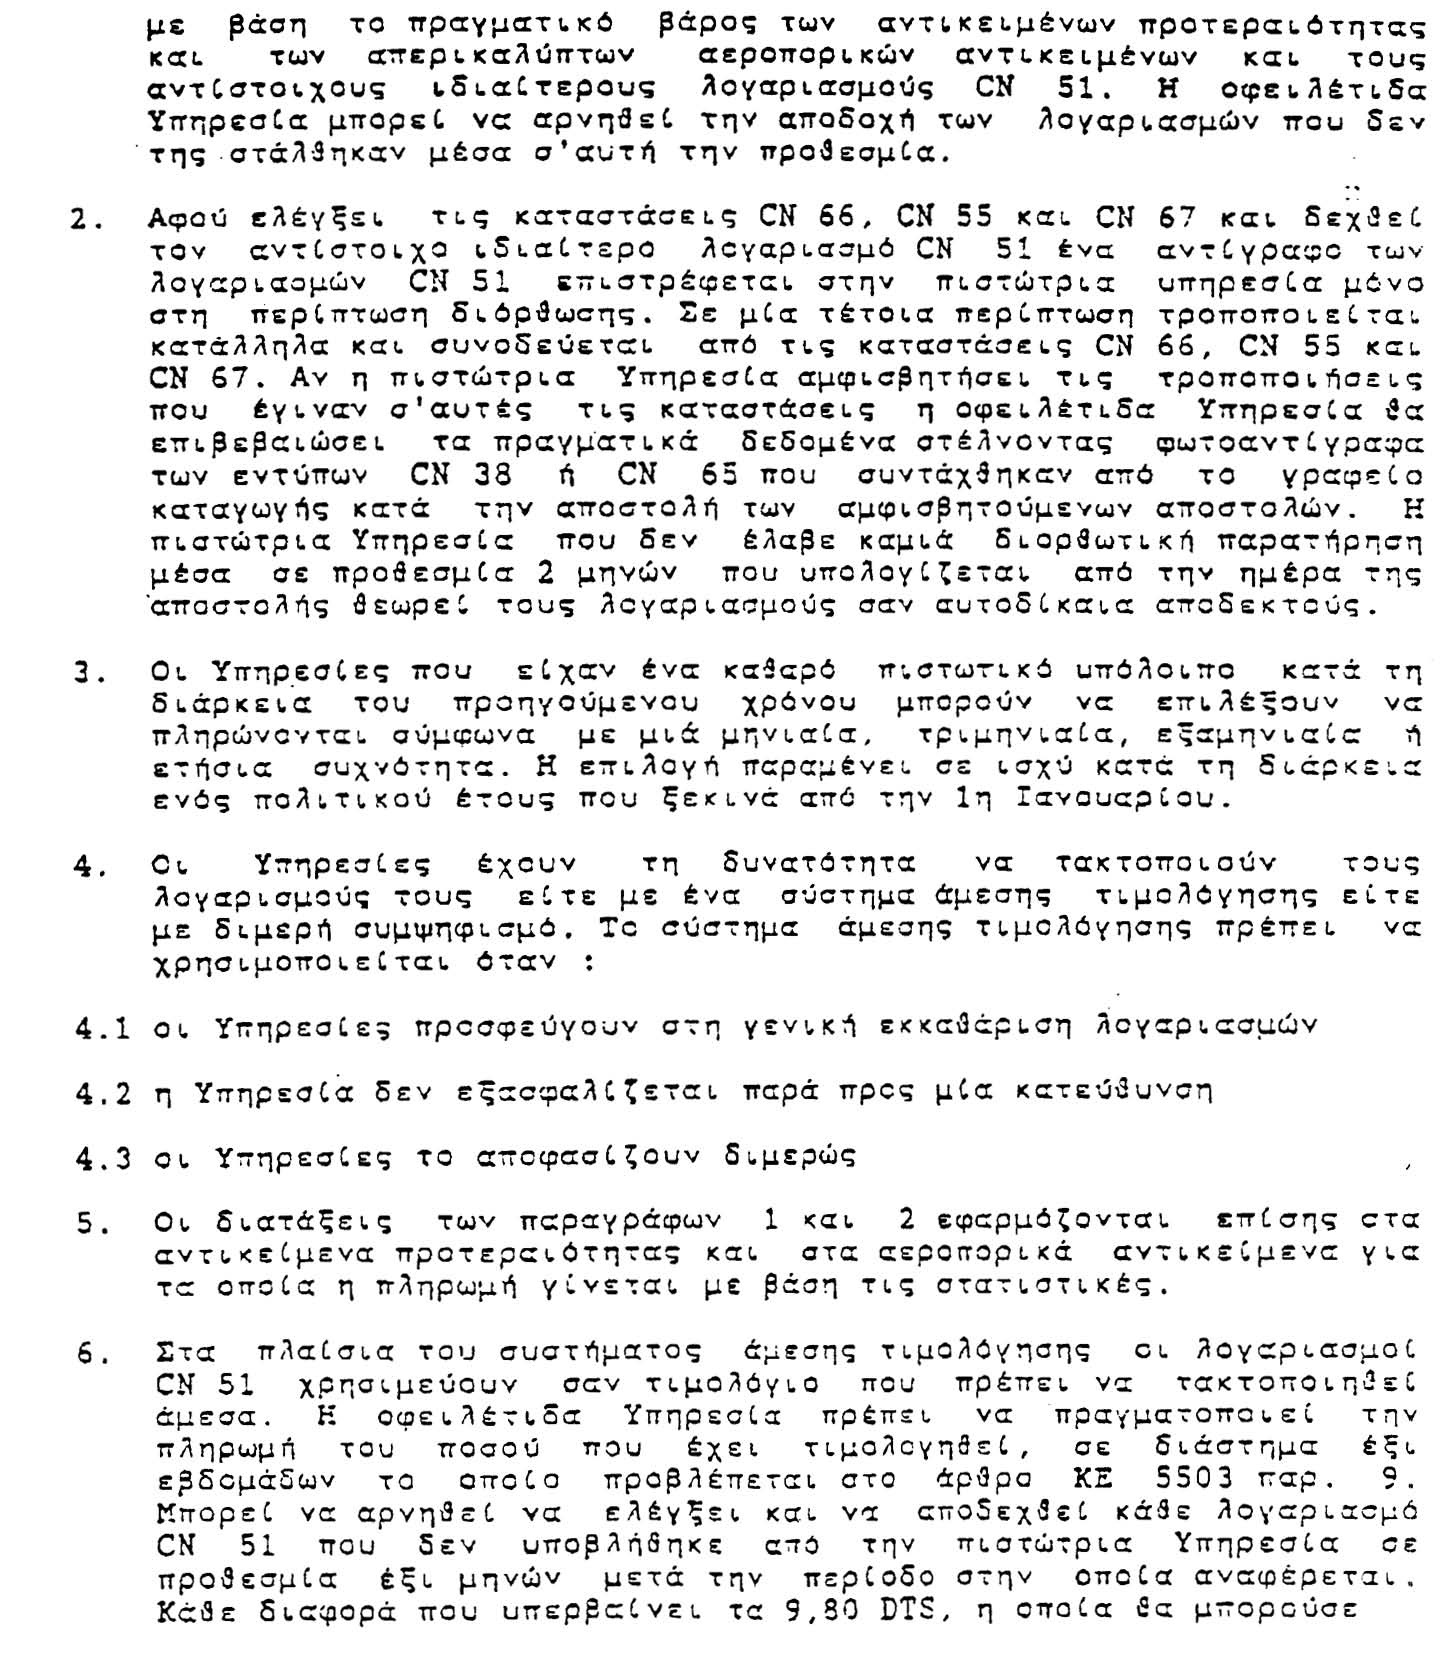 με βάση το πραγματικό βάρος των αντικειμένων προτεραιότητας
και των απερικαλύπτων αεροπορικών αντικειμένων και τους
αντίστοιχους ιδιαίτερους λογαριασμούς CN 51. Η οφειλέτιδα
Υπηρεσία μπορεί να αρνηθεί την αποδοχή των λογαριασμών που δεν
της στάλθηκαν μέσα σ'αυτή την προθεσμία.
2. Αφού ελέγξει τις καταστάσεις CN 66, CN 55 και CN 67 και δεχθεί
τον αντίστοιχο ιδιαίτερο λογαριασμό CN 51 ένα αντίγραφο των
λογαριασμών CN 51 επιστρέφεται στην πιστώτρια υπηρεσία μόνο
στη περίπτωση διόρθωσης. Σε μία τέτοια περίπτωση τροποποιείται
κατάλληλα και συνοδεύεται από τις καταστάσεις CN 66, CN 55 και
CN 67. Αν η πιστώτρια Υπηρεσία αμφισβητήσει τις τροποποιήσεις
που έγιναν σ'αυτές τις καταστάσεις η οφειλέτιδα Υπηρεσία θα
επιβεβαιώσει τα πραγματικά δεδομένα στέλνοντας φωτοαντίγραφα
των εντύπων CN 38 ή CN 65 που συντάχθηκαν από το γραφείο
καταγωγής κατά την αποστολή των αμφισβητούμενων αποστολών. Η
πιστώτρια Υπηρεσία που δεν έλαβε καμιά διορθωτική παρατήρηση
μέσα σε προθεσμία 2 μηνών που υπολογίζεται από την ημέρα της
αποστολής θεωρεί τους λογαριασμούς σαν αυτοδίκαια αποδεκτούς.
3. Οι Υπηρεσίες που είχαν ένα καθαρό πιστωτικό υπόλοιπο κατά τη
διάρκεια του προηγούμενου χρόνου μπορούν να επιλέξουν να
πληρώνονται σύμφωνα με μιά μηνιαία, τριμηνιαία, εξαμηνιαία ή
ετήσια συχνότητα. Η επιλογή παραμένει σε ισχύ κατά τη διάρκεια
ενός πολιτικού έτους που ξεκινά από την 1η Ιανουαρίου.
4. Οι Υπηρεσίες έχουν τη δυνατότητα να τακτοποιούν τους
λογαρισμούς τους είτε με ένα σύστημα άμεσης τιμολόγησης είτε
με διμερή συμψηφισμό. Το σύστημα άμεσης τιμολόγησης πρέπει να
χρησιμοποιείται όταν :
4.1 οι Υπηρεσίες προσφεύγουν στη γενική εκκαθάριση λογαριασμών
4.2 η Υπηρεσία δεν εξασφαλίζεται παρά προς μία κατεύθυνση
4.3 οι Υπηρεσίες το αποφασίζουν διμερώς
5. Οι διατάξεις των παραγράφων 1 και 2 εφαρμόζονται επίσης στα
αντικείμενα προτεραιότητας και στα αεροπορικά αντικείμενα για
τα οποία η πληρωμή γίνεται με βάση τις στατιστικές.
6. Στα πλαίσια του συστήματος άμεσης τιμολόγησης οι λογαριασμοί
CN 51 χρησιμεύουν σαν τιμολόγιο που πρέπει να τακτοποιηθεί
άμεσα. Η οφειλέτιδα Υπηρεσία πρέπει να πραγματοποιεί την
πληρωμή του ποσού που έχει τιμολογηθεί, σε διάστημα έξι
εβδομάδων το οποίο προβλέπεται στο άρθρο ΚΕ 5503 παρ. 9.
Μπορεί να αρνηθεί να ελέγξει και να αποδεχθεί κάθε λογαριασμό
CN 51 που δεν υποβλήθηκε από την πιστώτρια Υπηρεσία σε
προθεσμία έξι μηνών μετά την περίοδο στην οποία αναφέρεται.
Κάθε διαφορά που υπερβαίνει τα 9,80 DTS, η οποία θα μπορούσε